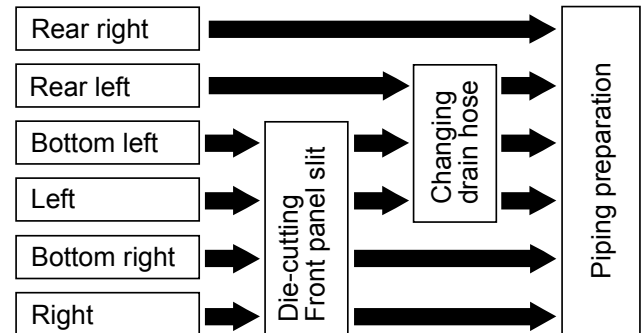 Rear right
Rear left
Bottom left
Left
Bottom right
Right
Die-cutting
Front panel slit
Changing
drain hose
Piping preparation